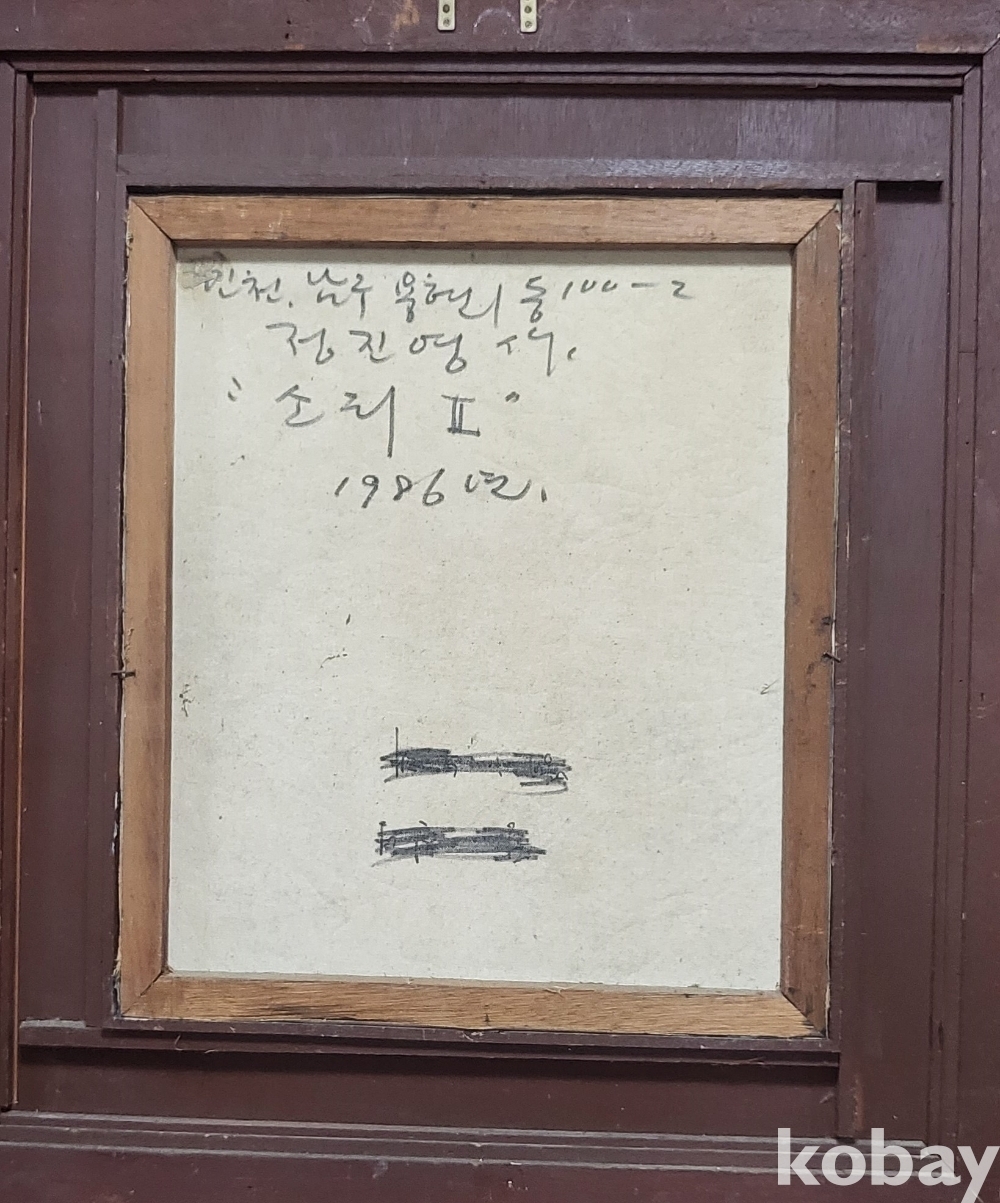 인천. 남구 용현1동 100-2
정진영 작.
"소리 II"
1986년.
kobay